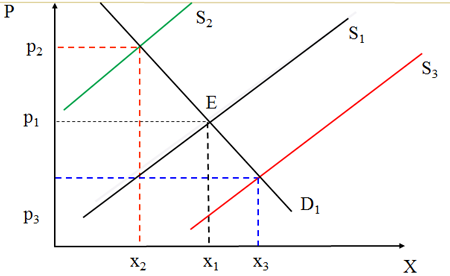 P
S₂
S₁
p₂
S₃
E
p₁
p₃
D₁
x₂
x₁
x₃
X